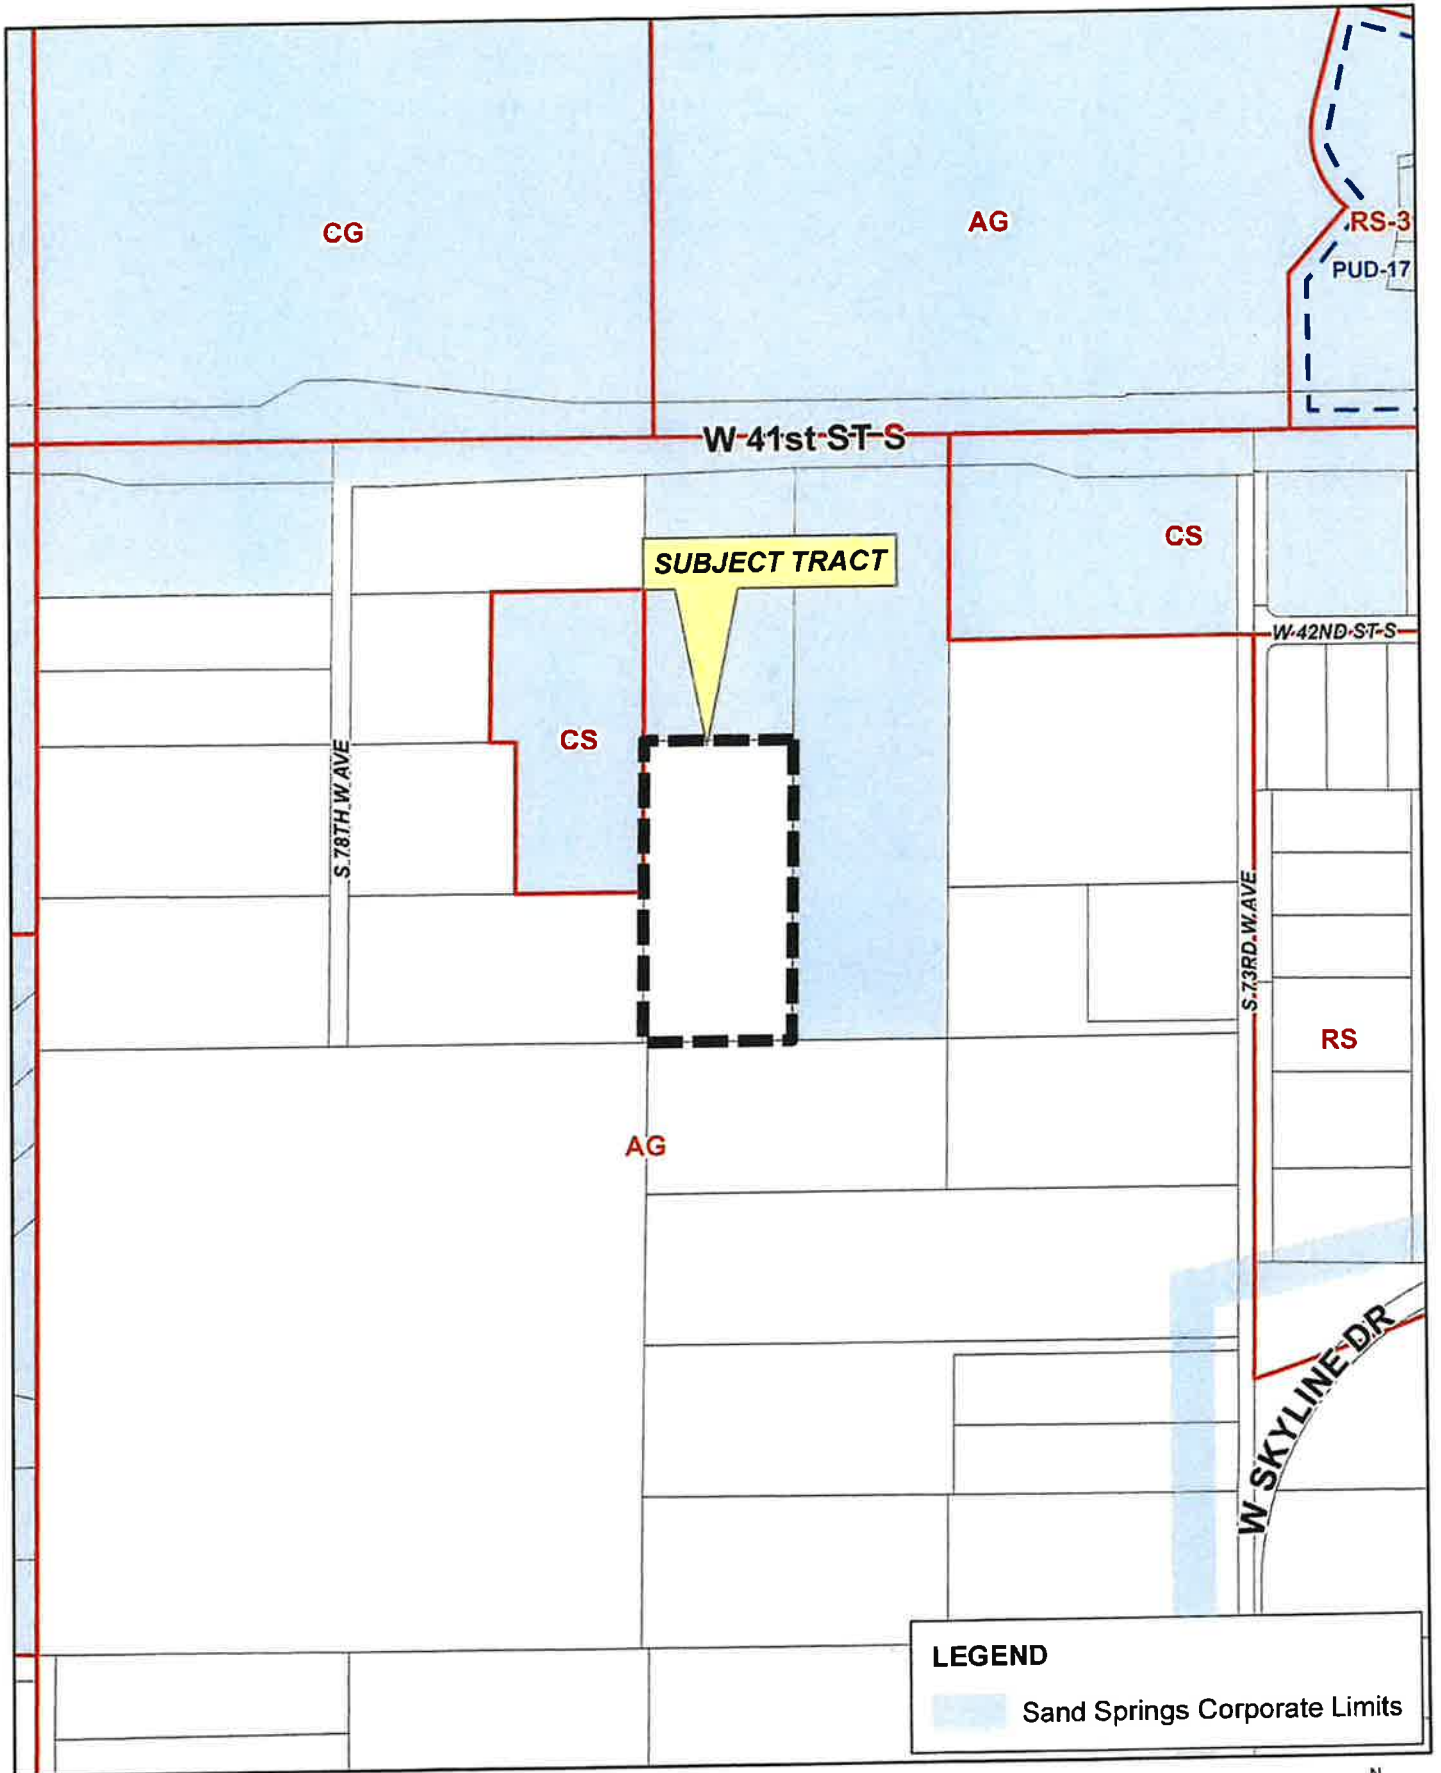 CG
AG
RS-3
PUD-17
W 41st ST S
CS
SUBJECT TRACT
W 42ND ST S
CS
S 78TH W AVE
S 73RD W AVE
RS
AG
W SKYLINE DR
LEGEND
Sand Springs Corporate Limits
N